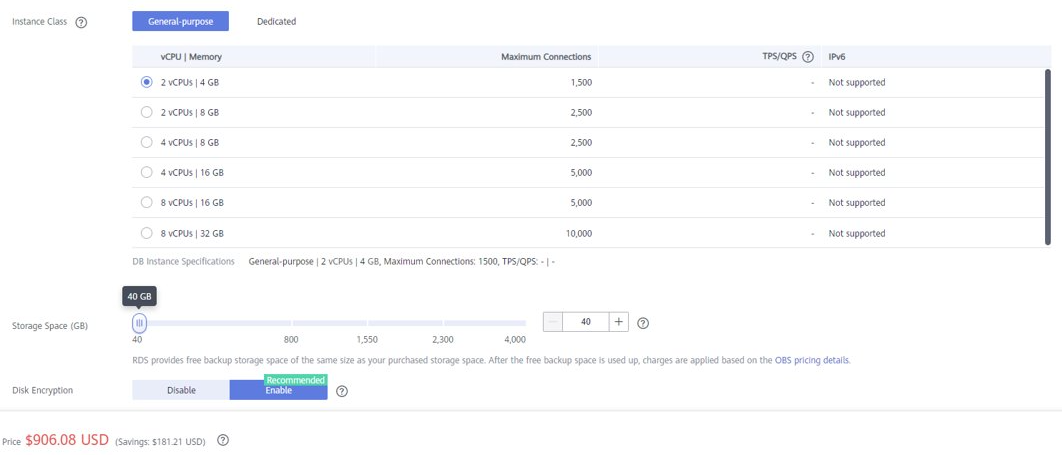 Instance Class ? General-purpose Dedicated
vCPU | Memory Maximum Connections TPS/QPS ? IPv6
2 vCPUs | 4 GB 1,500 - Not supported
2 vCPUs | 8 GB 2,500 - Not supported
4 vCPUs | 8 GB 2,500 - Not supported
4 vCPUs | 16 GB 5,000 - Not supported
8 vCPUs | 16 GB 5,000 - Not supported
8 vCPUs | 32 GB 10,000 - Not supported
DB Instance Specifications General-purpose | 2 vCPUs | 4 GB, Maximum Connections: 1500, TPS/QPS: - | -
40 GB
Storage Space (GB) — 40 + ?
40 800 1,550 2,300 4,000
RDS provides free backup storage space of the same size as your purchased storage space. After the free backup space is used up, charges are applied based on the OBS pricing details.
Recommended
Disk Encryption Disable Enable ?
Price $906.08 USD (Savings: $181.21 USD) ?